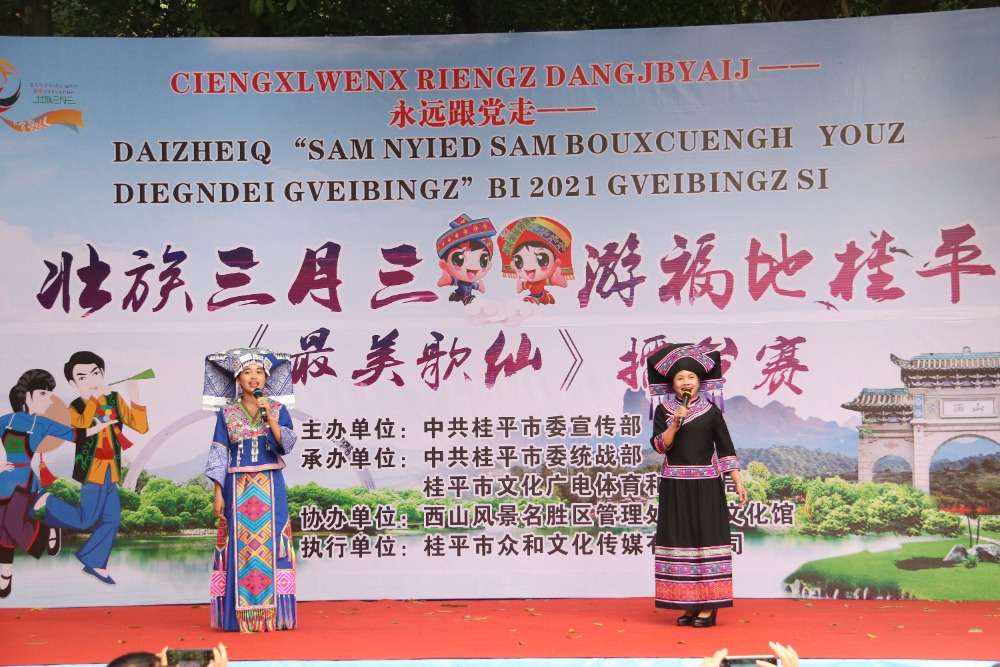 CIENGXLWENX RIENGZ DANGJBYAIJ ——
永远跟党走——
DAIZHEIQ “SAM NYIED SAM BOUXCUENGH YOUZ
DIEGNDEI GVEIBINGZ” BI 2021 GVEIBINGZ SI
壮族三月三 游福地桂平
《最美歌仙》擂台赛
主办单位：中共桂平市委宣传部
承办单位：中共桂平市委统战部
桂平市文化广电体育和
协办单位：西山风景名胜区管理处 文化馆
执行单位：桂平市众和文化传媒有 司
西山